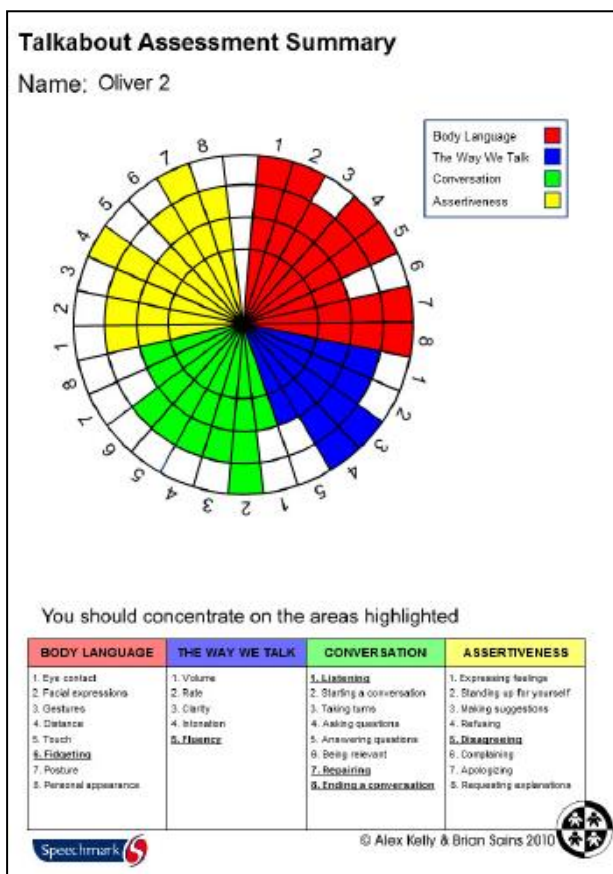 Talkabout Assessment Summary
Name: Oliver 2
Body Language
The Way We Talk
Conversation
Assertiveness
1
2
3
4
5
6
7
8
1
2
3
4
5
1
2
3
4
5
6
7
8
1
2
3
4
5
6
7
8
You should concentrate on the areas highlighted
BODY LANGUAGE
1. Eye contact
2. Facial expressions
3. Gestures
4. Distance
5. Touch
6. Fidgeting
7. Posture
8. Personal appearance
THE WAY WE TALK
1. Volume
2. Rate
3. Clarity
4. Intonation
5. Fluency
CONVERSATION
1. Listening
2. Starting a conversation
3. Taking turns
4. Asking questions
5. Answering questions
6. Being relevant
7. Repairing
8. Ending a conversation
ASSERTIVENESS
1. Expressing feelings
2. Standing up for yourself
3. Making suggestions
4. Refusing
5. Disagreeing
6. Complaining
7. Apologizing
8. Requesting explanations
Speechmark
© Alex Kelly & Brian Sains 2010